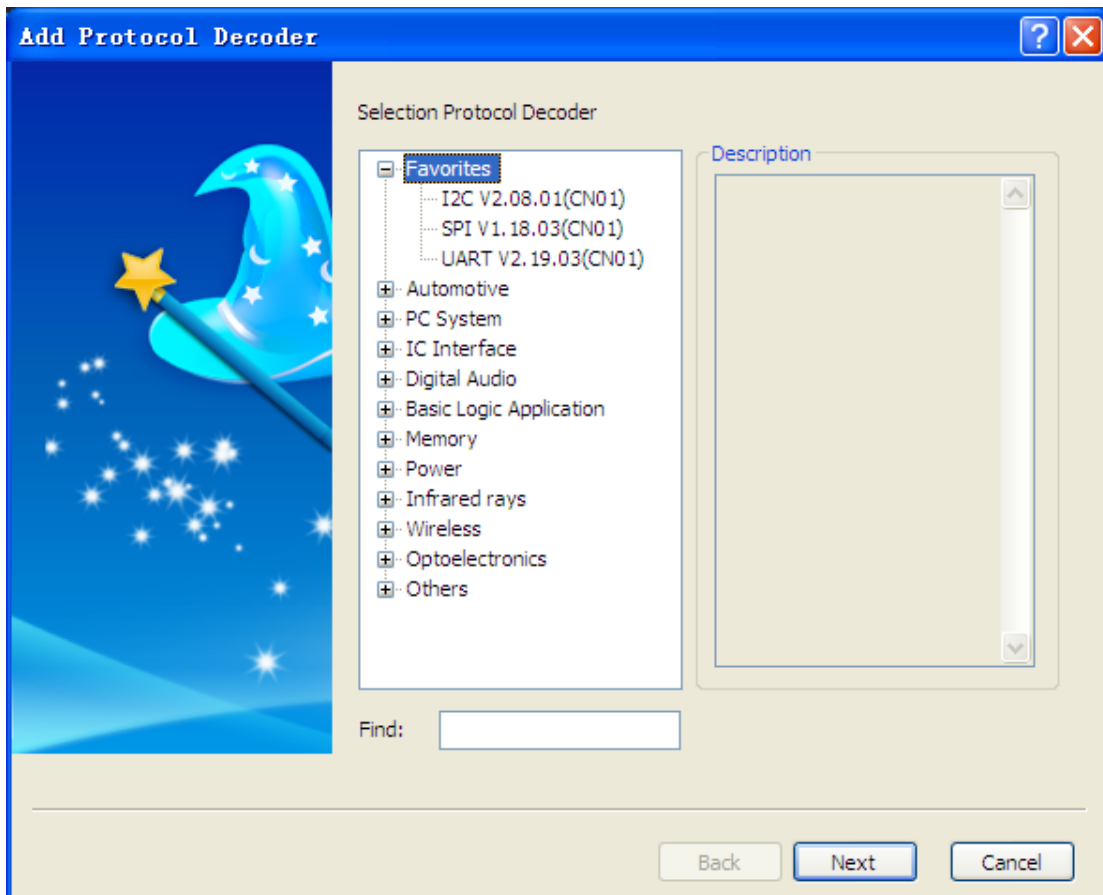 Add Protocol Decoder
Selection Protocol Decoder
Favorites
I2C V2.08.01(CN01)
SPI V1.18.03(CN01)
UART V2.19.03(CN01)
Automotive
PC System
IC Interface
Digital Audio
Basic Logic Application
Memory
Power
Infrared rays
Wireless
Optoelectronics
Others
Description
Find:
Back
Next
Cancel